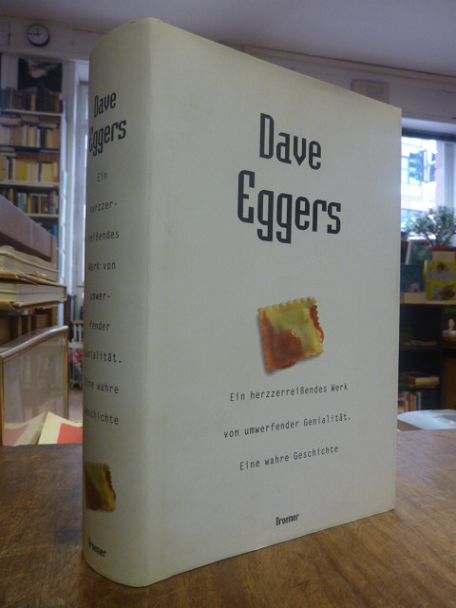 Dave
Eggers
Ein
herzzer-
reißendes
Werk von
umwer-
fender
Genialität.
Eine wahre
Geschichte
Droemer
Dave
Eggers
Ein herzzerreißendes Werk
von umwerfender Genialität.
Eine wahre Geschichte
Droemer